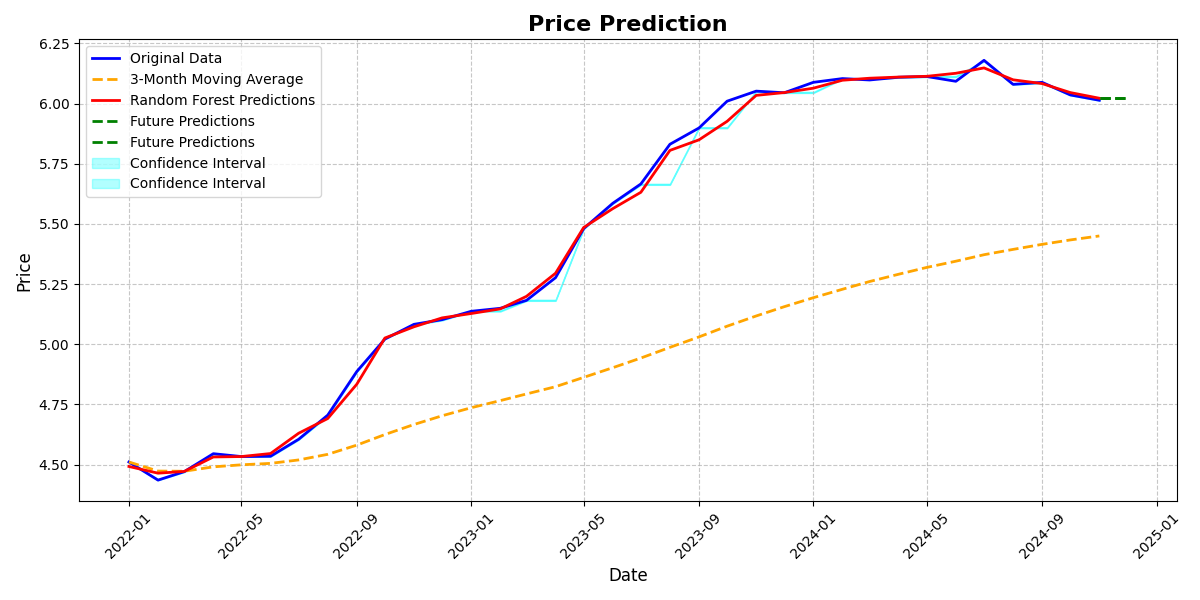 Price Prediction
6.25
6.00
5.75
5.50
5.25
5.00
4.75
4.50
Price
Original Data
3-Month Moving Average
Random Forest Predictions
Future Predictions
Future Predictions
Confidence Interval
Confidence Interval
2022-01
2022-05
2022-09
2023-01
2023-05
2023-09
2024-01
2024-05
2024-09
2025-01
Date